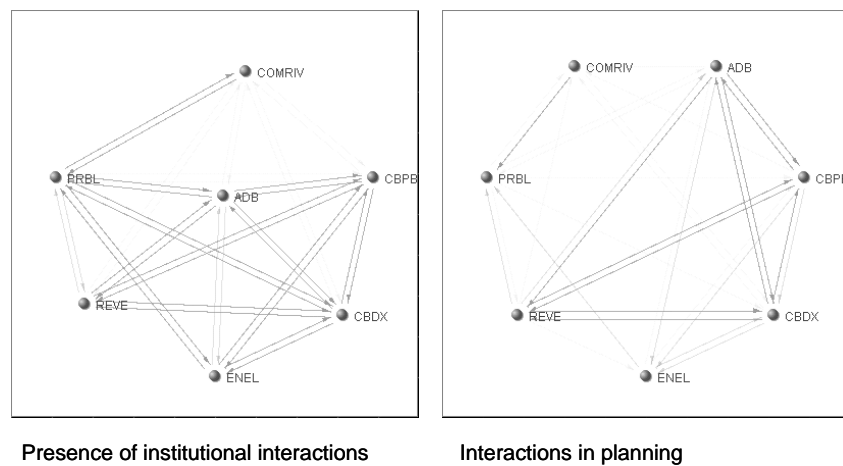 COMRIV
PRBL
ADB
CBPB
REVE
CBDX
ENEL
COMRIV
ADB
PRBL
CBPB
REVE
CBDX
ENEL
Presence of institutional interactions
Interactions in planning